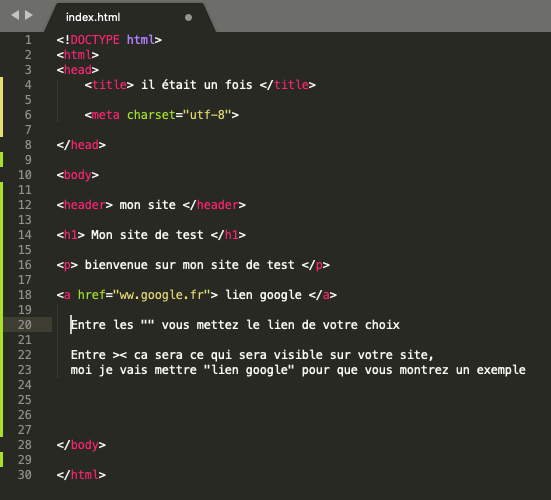 index.html
1 <!DOCTYPE html>
2 <html>
3 <head>
4 <title> il était un fois </title>
5
6 <meta charset="utf-8">
7
8 </head>
9
10 <body>
11
12 <header> mon site </header>
13
14 <h1> Mon site de test </h1>
15
16 <p> bienvenue sur mon site de test </p>
17
18 <a href="ww.google.fr"> lien google </a>
19
20 Entre les "" vous mettez le lien de votre choix
21
22 Entre >< ca sera ce qui sera visible sur votre site,
23 moi je vais mettre "lien google" pour que vous montrez un exemple
24
25
26
27
28 </body>
29
30 </html>